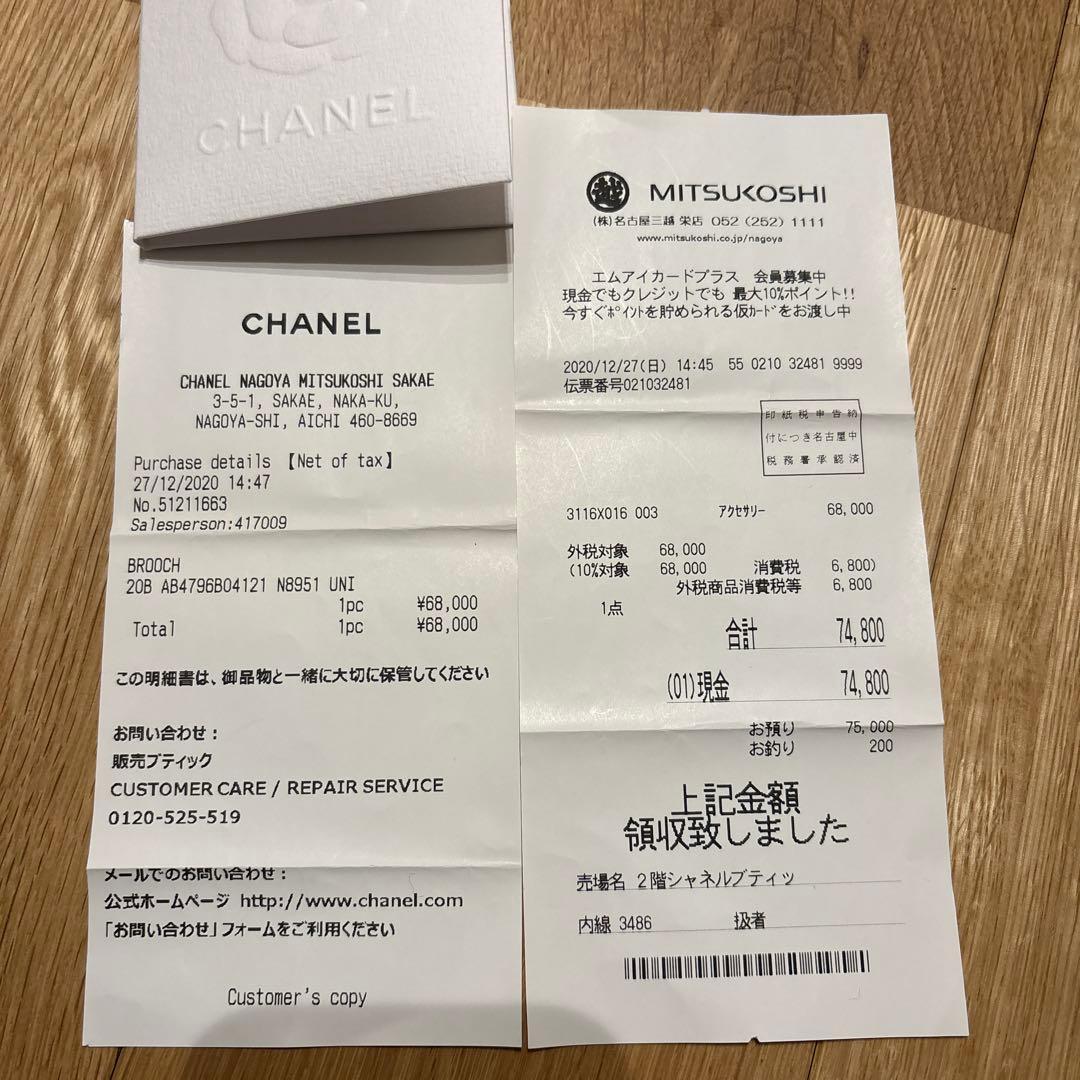 CHANEL
CHANEL
CHANEL NAGOYA MITSUKOSHI SAKAE
3-5-1, SAKAE, NAKA-KU,
NAGOYA-SHI, AICHI 460-8669
Purchase details 【Net of tax】
27/12/2020 14:47
No.51211663
Salesperson:417009
BROOCH
20B AB4796B04121 N8951 UNI
1pc ¥68,000
Total 1pc ¥68,000
この明細書は、御品物と一緒に大切に保管してください
お問い合わせ：
販売ブティック
CUSTOMER CARE / REPAIR SERVICE
0120-525-519
メールでのお問い合わせ：
公式ホームページ http://www.chanel.com
「お問い合わせ」フォームをご利用ください
Customer's copy
越 MITSUKOSHI
(株)名古屋三越 栄店 052 (252) 1111
www.mitsukoshi.co.jp/nagoya
エムアイカードプラス 会員募集中
現金でもクレジットでも 最大10%ポイント!!
今すぐﾎﾟｲﾝﾄを貯められる仮ｶｰﾄﾞをお渡し中
2020/12/27(日) 14:45 55 0210 32481 9999
伝票番号021032481
印紙税申告納
付につき名古屋中
税務署承認済
3116X016 003 ｱｸｾｻﾘｰ 68,000
外税対象 68,000
(10%対象 68,000 消費税 6,800)
外税商品消費税等 6,800
1点
合計 74,800
(01)現金 74,800
お預り 75,000
お釣り 200
上記金額
領収致しました
売場名 2階シャネルブティッ
内線 3486 扱者